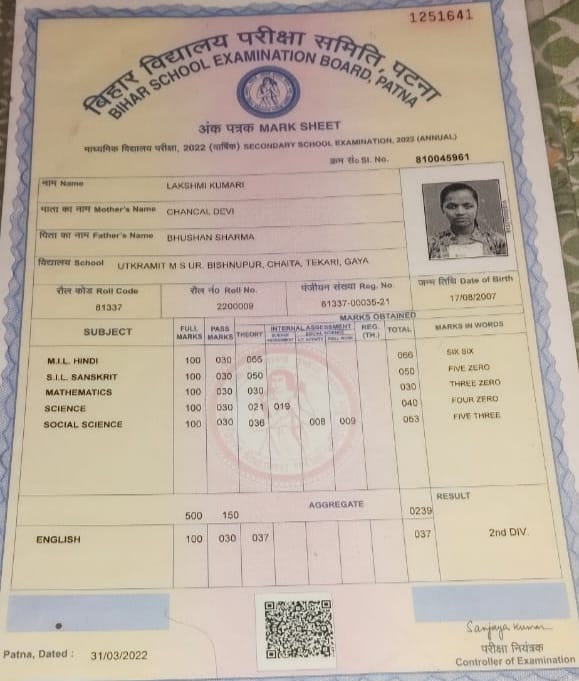 1251641
बिहार विद्यालय परीक्षा समिति, पटना
BIHAR SCHOOL EXAMINATION BOARD, PATNA
अंक पत्रक MARK SHEET
माध्यमिक विद्यालय परीक्षा, 2022 (वार्षिक) SECONDARY SCHOOL EXAMINATION, 2022 (ANNUAL)
क्रम सं० Sl. No. 810045961
नाम Name LAKSHMI KUMARI
माता का नाम Mother's Name CHANCAL DEVI
पिता का नाम Father's Name BHUSHAN SHARMA
विद्यालय School UTKRAMIT M S UR. BISHNUPUR, CHAITA, TEKARI, GAYA
रौल कोड Roll Code रौल नं० Roll No. पंजीयन संख्या Reg. No. जन्म तिथि Date of Birth
81337 2200009 81337-00035-21 17/08/2007
MARKS OBTAINED
SUBJECT FULL MARKS PASS MARKS THEORY INTERNAL ASSESSMENT REG. (TH.) TOTAL MARKS IN WORDS
M.I.L. HINDI 100 030 066 066 SIX SIX
S.I.L. SANSKRIT 100 030 050 050 FIVE ZERO
MATHEMATICS 100 030 030 030 THREE ZERO
SCIENCE 100 030 021 019 040 FOUR ZERO
SOCIAL SCIENCE 100 030 036 008 009 053 FIVE THREE
AGGREGATE RESULT
500 150 0239
ENGLISH 100 030 037 037 2nd DIV.
Sanjaya Kumar
परीक्षा नियंत्रक
Patna, Dated : 31/03/2022 Controller of Examination